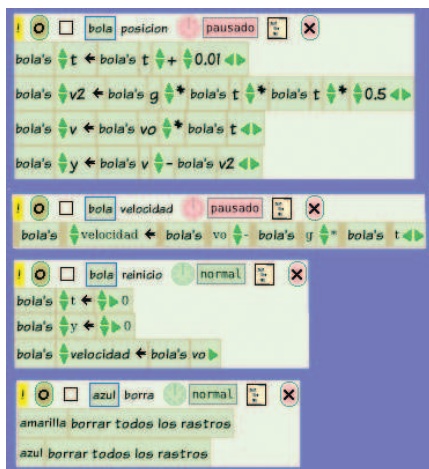 ! bola posicion pausado
bola's t ← bola's t + 0.01
bola's v2 ← bola's g * bola's t * bola's t * 0.5
bola's v ← bola's vo * bola's t
bola's y ← bola's v - bola's v2
! bola velocidad pausado
bola's velocidad ← bola's vo - bola's g * bola's t
! bola reinicio normal
bola's t ← 0
bola's y ← 0
bola's velocidad ← bola's vo
! azul borra normal
amarilla borrar todos los rastros
azul borrar todos los rastros